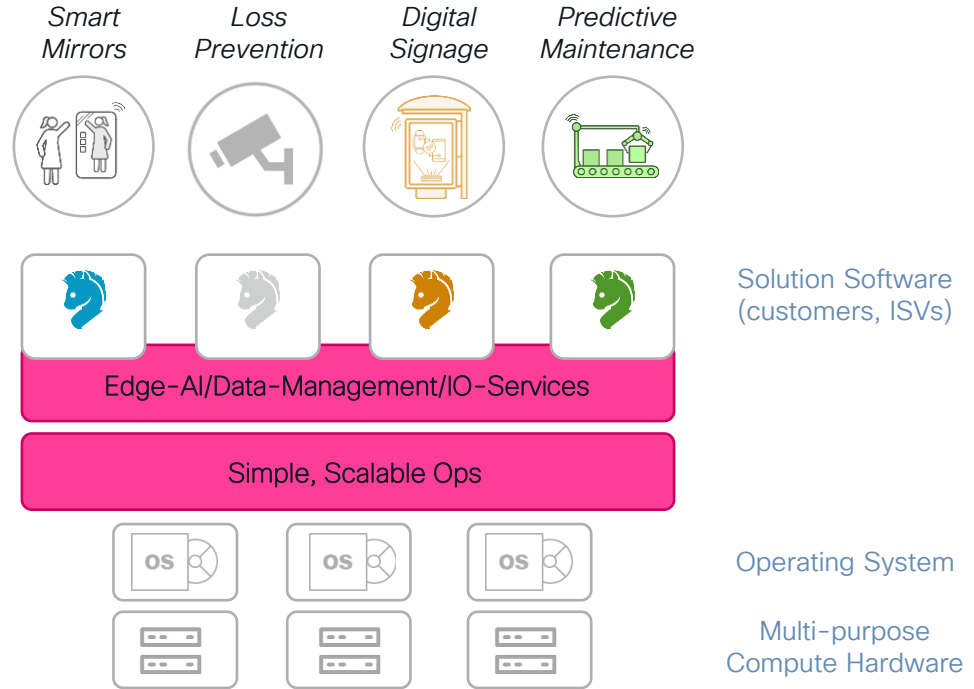 Smart
Mirrors
Loss
Prevention
Digital
Signage
Predictive
Maintenance
Solution Software
(customers, ISVs)
Edge-AI/Data-Management/IO-Services
Simple, Scalable Ops
OS
OS
OS
Operating System
Multi-purpose
Compute Hardware